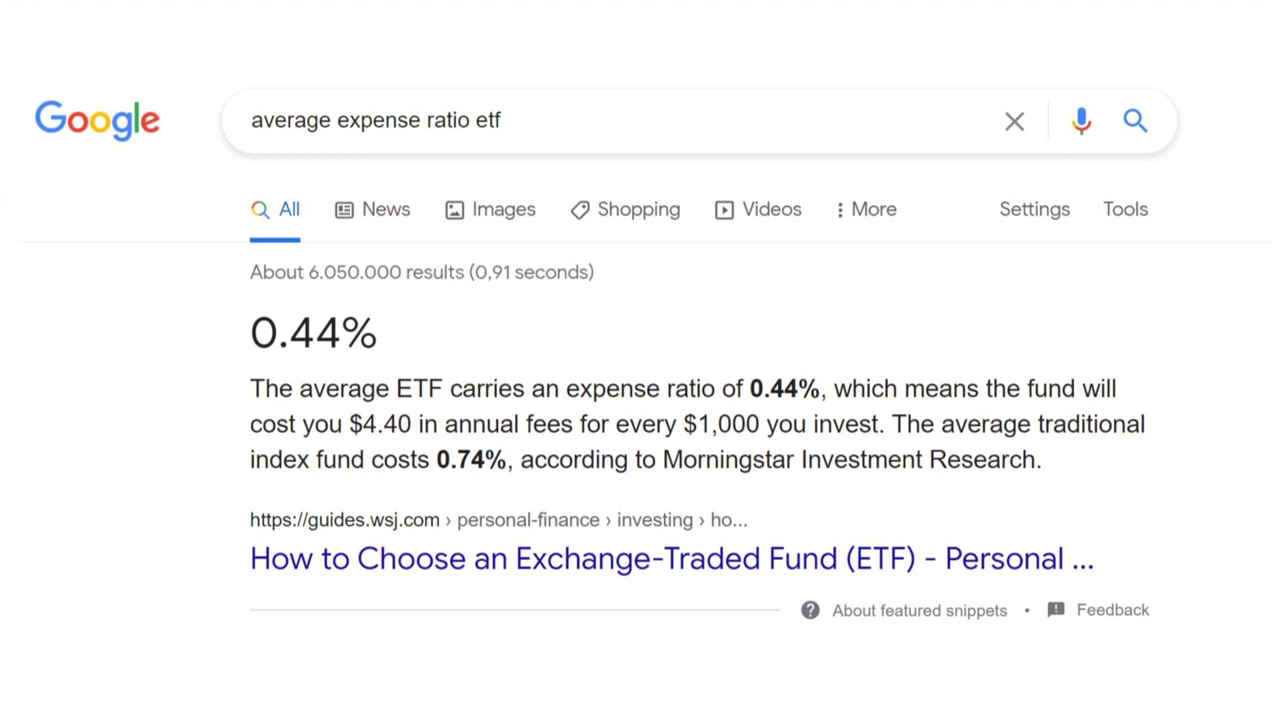 Google
average expense ratio etf
All News Images Shopping Videos More Settings Tools
About 6.050.000 results (0,91 seconds)
0.44%
The average ETF carries an expense ratio of 0.44%, which means the fund will
cost you $4.40 in annual fees for every $1,000 you invest. The average traditional
index fund costs 0.74%, according to Morningstar Investment Research.
https://guides.wsj.com › personal-finance › investing › ho...
How to Choose an Exchange-Traded Fund (ETF) - Personal ...
About featured snippets • Feedback